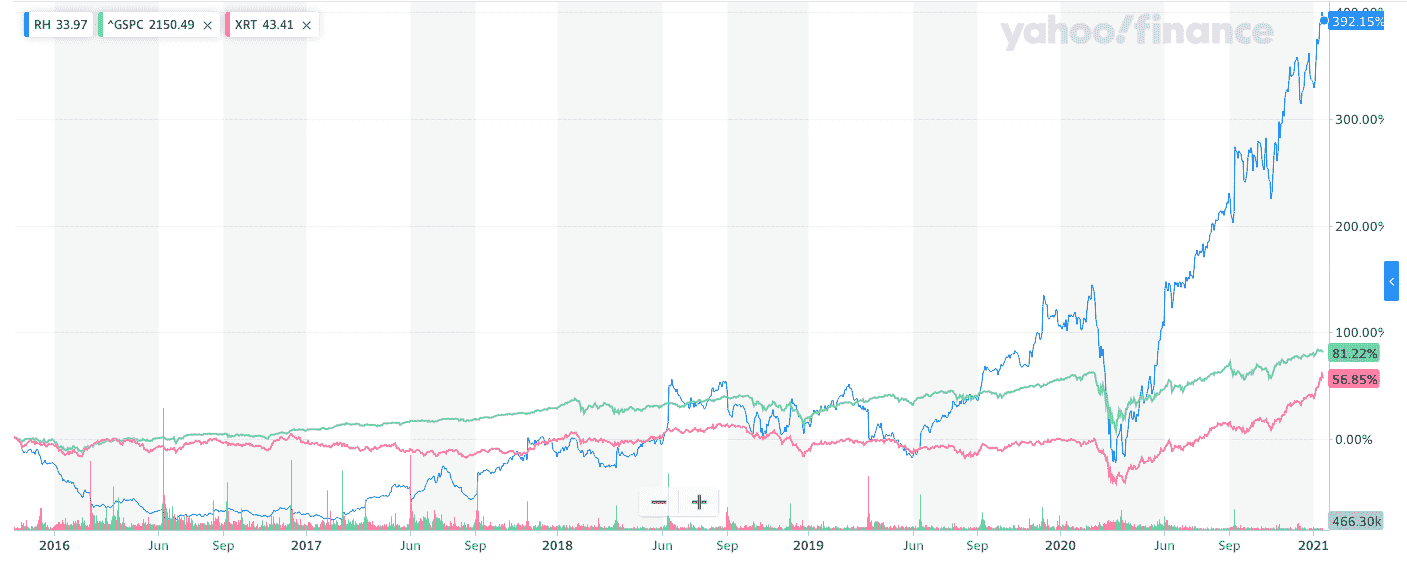 RH 33.97 ^GSPC 2150.49 × XRT 43.41 ×
yahoo!finance
400.00%
392.15%
300.00%
200.00%
100.00%
81.22%
56.85%
0.00%
466.30k
2016 Jun Sep 2017 Jun Sep 2018 Jun Sep 2019 Jun Sep 2020 Jun Sep 2021